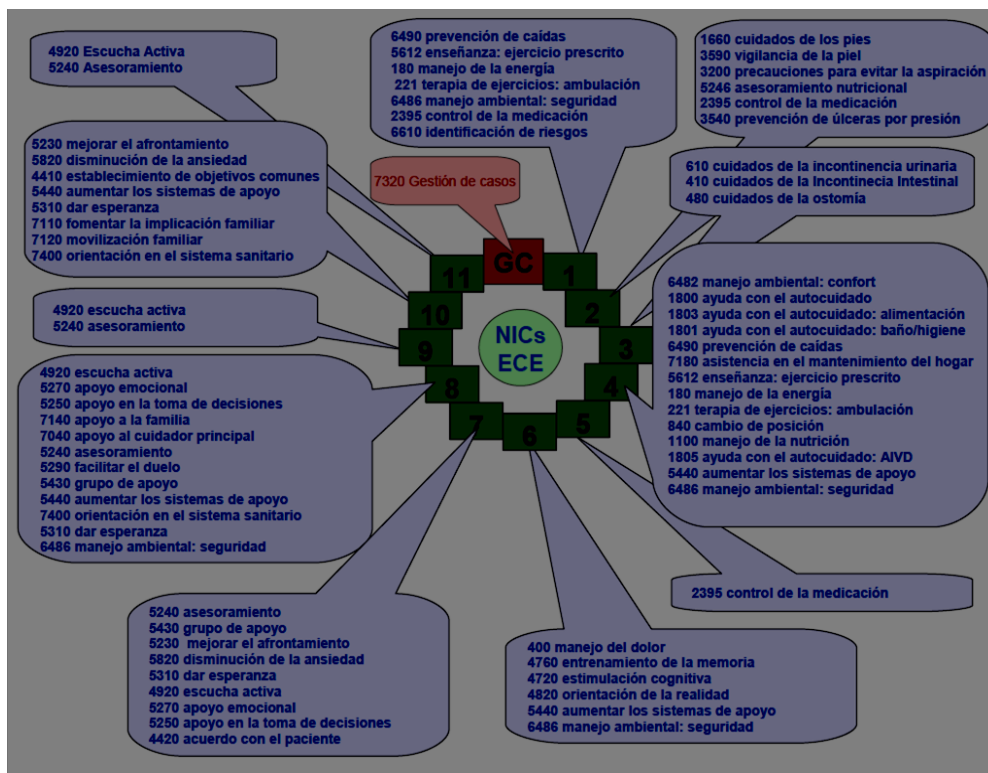 4920 Escucha Activa
5240 Asesoramiento
6490 prevención de caídas
5612 enseñanza: ejercicio prescrito
180 manejo de la energía
221 terapia de ejercicios: ambulación
6486 manejo ambiental: seguridad
2395 control de la medicación
6610 identificación de riesgos
1660 cuidados de los pies
3590 vigilancia de la piel
3200 precauciones para evitar la aspiración
5246 asesoramiento nutricional
2395 control de la medicación
3540 prevención de úlceras por presión
5230 mejorar el afrontamiento
5820 disminución de la ansiedad
4410 establecimiento de objetivos comunes
5440 aumentar los sistemas de apoyo
5310 dar esperanza
7110 fomentar la implicación familiar
7120 movilización familiar
7400 orientación en el sistema sanitario
7320 Gestión de casos
610 cuidados de la incontinencia urinaria
410 cuidados de la Incontinecia Intestinal
480 cuidados de la ostomía
GC
1
2
3
4
5
6
7
8
9
10
11
NICs
ECE
4920 escucha activa
5240 asesoramiento
6482 manejo ambiental: confort
1800 ayuda con el autocuidado
1803 ayuda con el autocuidado: alimentación
1801 ayuda con el autocuidado: baño/higiene
6490 prevención de caídas
7180 asistencia en el mantenimiento del hogar
5612 enseñanza: ejercicio prescrito
180 manejo de la energía
221 terapia de ejercicios: ambulación
840 cambio de posición
1100 manejo de la nutrición
1805 ayuda con el autocuidado: AIVD
5440 aumentar los sistemas de apoyo
6486 manejo ambiental: seguridad
4920 escucha activa
5270 apoyo emocional
5250 apoyo en la toma de decisiones
7140 apoyo a la familia
7040 apoyo al cuidador principal
5240 asesoramiento
5290 facilitar el duelo
5430 grupo de apoyo
5440 aumentar los sistemas de apoyo
7400 orientación en el sistema sanitario
5310 dar esperanza
6486 manejo ambiental: seguridad
2395 control de la medicación
5240 asesoramiento
5430 grupo de apoyo
5230 mejorar el afrontamiento
5820 disminución de la ansiedad
5310 dar esperanza
4920 escucha activa
5270 apoyo emocional
5250 apoyo en la toma de decisiones
4420 acuerdo con el paciente
400 manejo del dolor
4760 entrenamiento de la memoria
4720 estimulación cognitiva
4820 orientación de la realidad
5440 aumentar los sistemas de apoyo
6486 manejo ambiental: seguridad